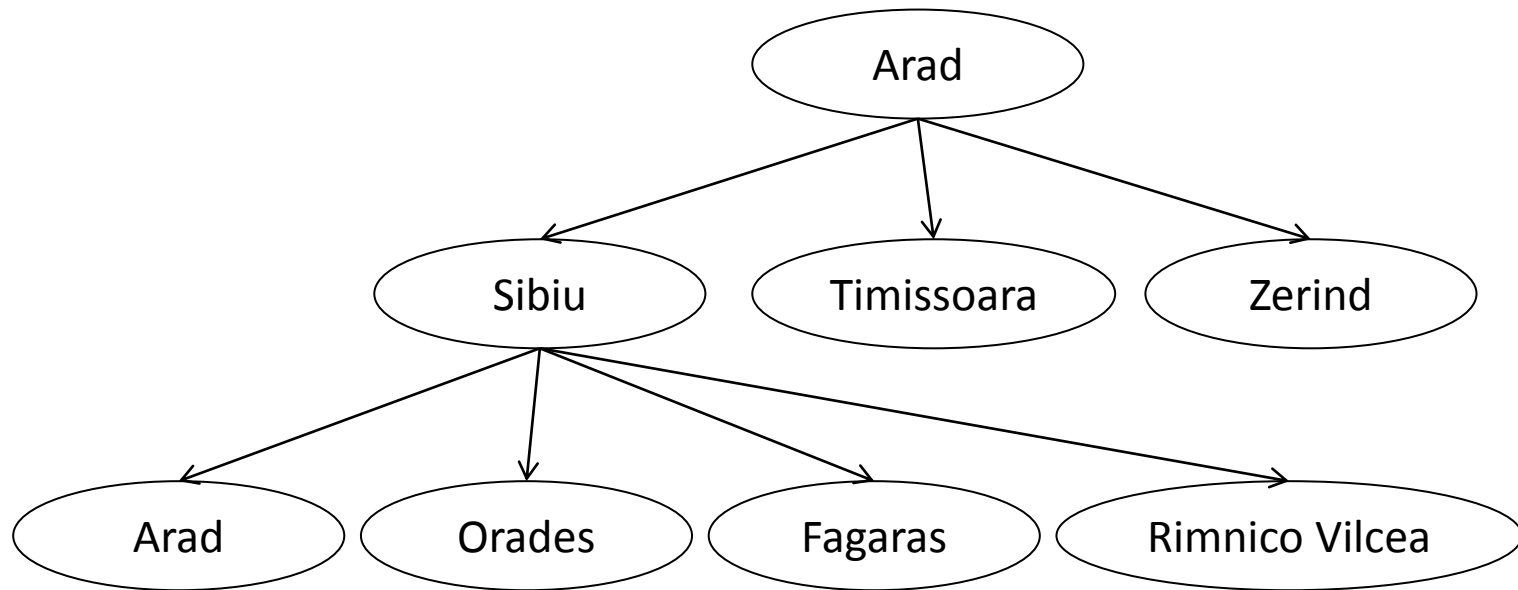 Arad
Sibiu
Timissoara
Zerind
Arad
Orades
Fagaras
Rimnico Vilcea